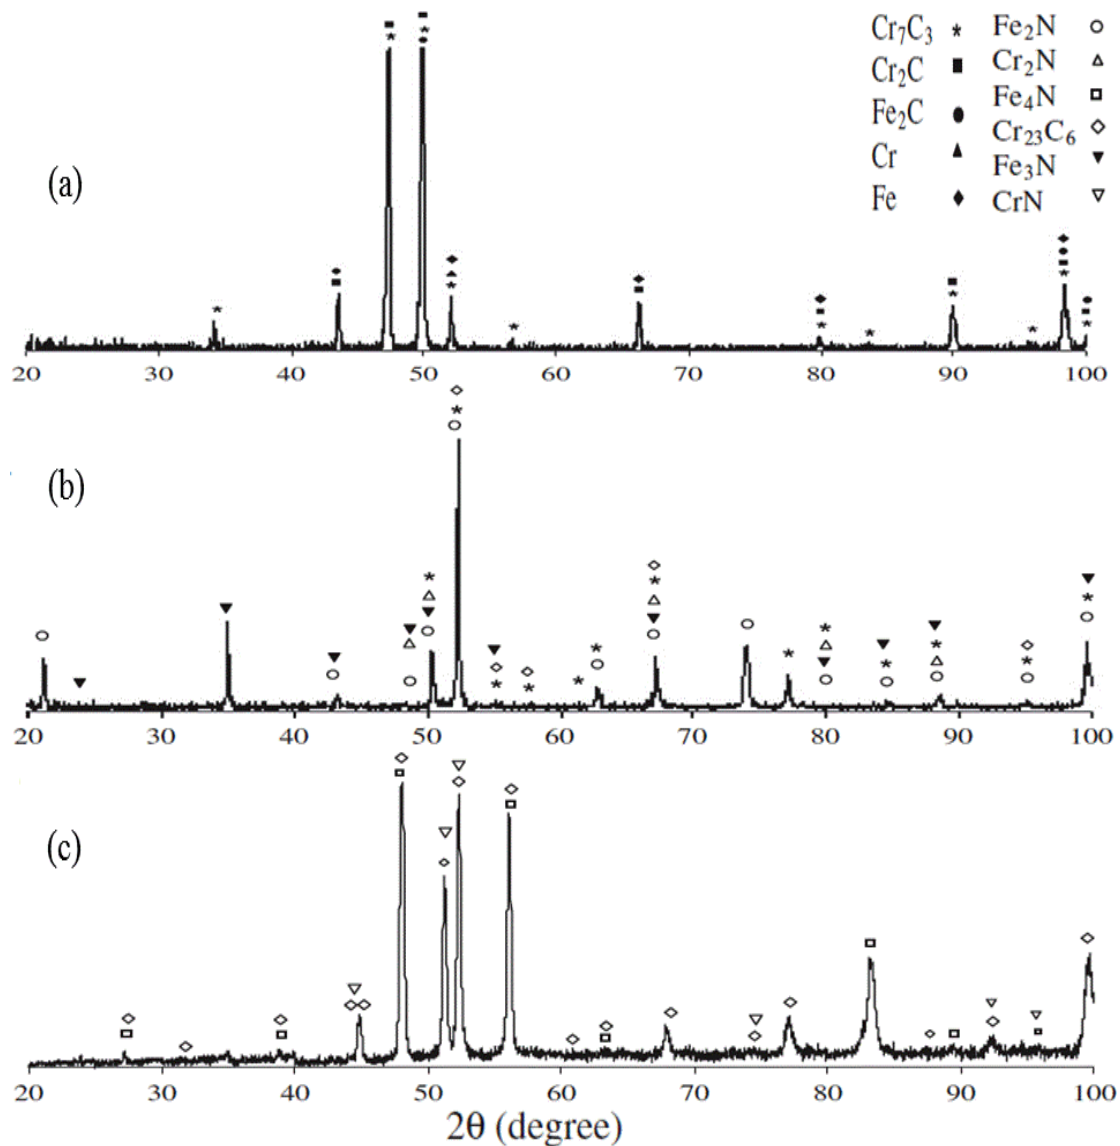 Cr₇C₃ * Fe₂N ○
Cr₂C ■ Cr₂N △
Fe₂C ● Fe₄N □
Cr ▲ Cr₂₃C₆ ◇
Fe ◆ Fe₃N ▼
CrN ▽
(a)
20 30 40 50 60 70 80 90 100
(b)
20 30 40 50 60 70 80 90 100
(c)
20 30 40 50 60 70 80 90 100
2θ (degree)